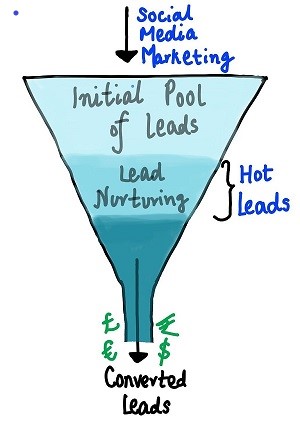 Social
Media
Marketing
Initial Pool
of Leads
Lead
Nurturing
Hot
Leads
£ ₹
€ $
Converted
Leads